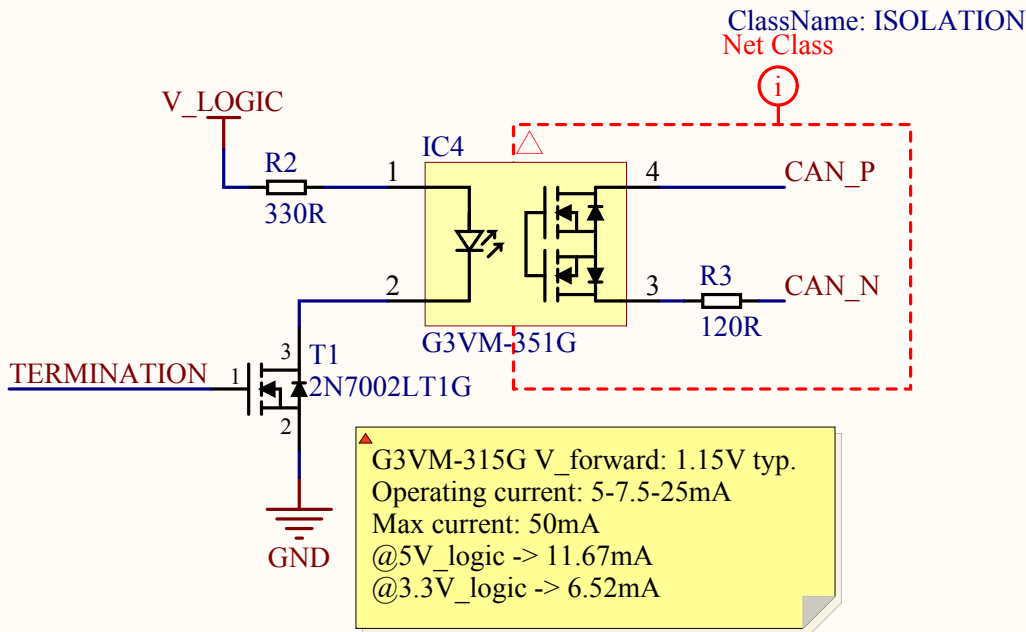 ClassName: ISOLATION
Net Class
i
V_LOGIC
IC4
R2
1
4
CAN_P
330R
2
3
R3
CAN_N
120R
G3VM-351G
3
T1
TERMINATION
1
2N7002LT1G
2
GND
G3VM-315G V_forward: 1.15V typ.
Operating current: 5-7.5-25mA
Max current: 50mA
@5V_logic -> 11.67mA
@3.3V_logic -> 6.52mA